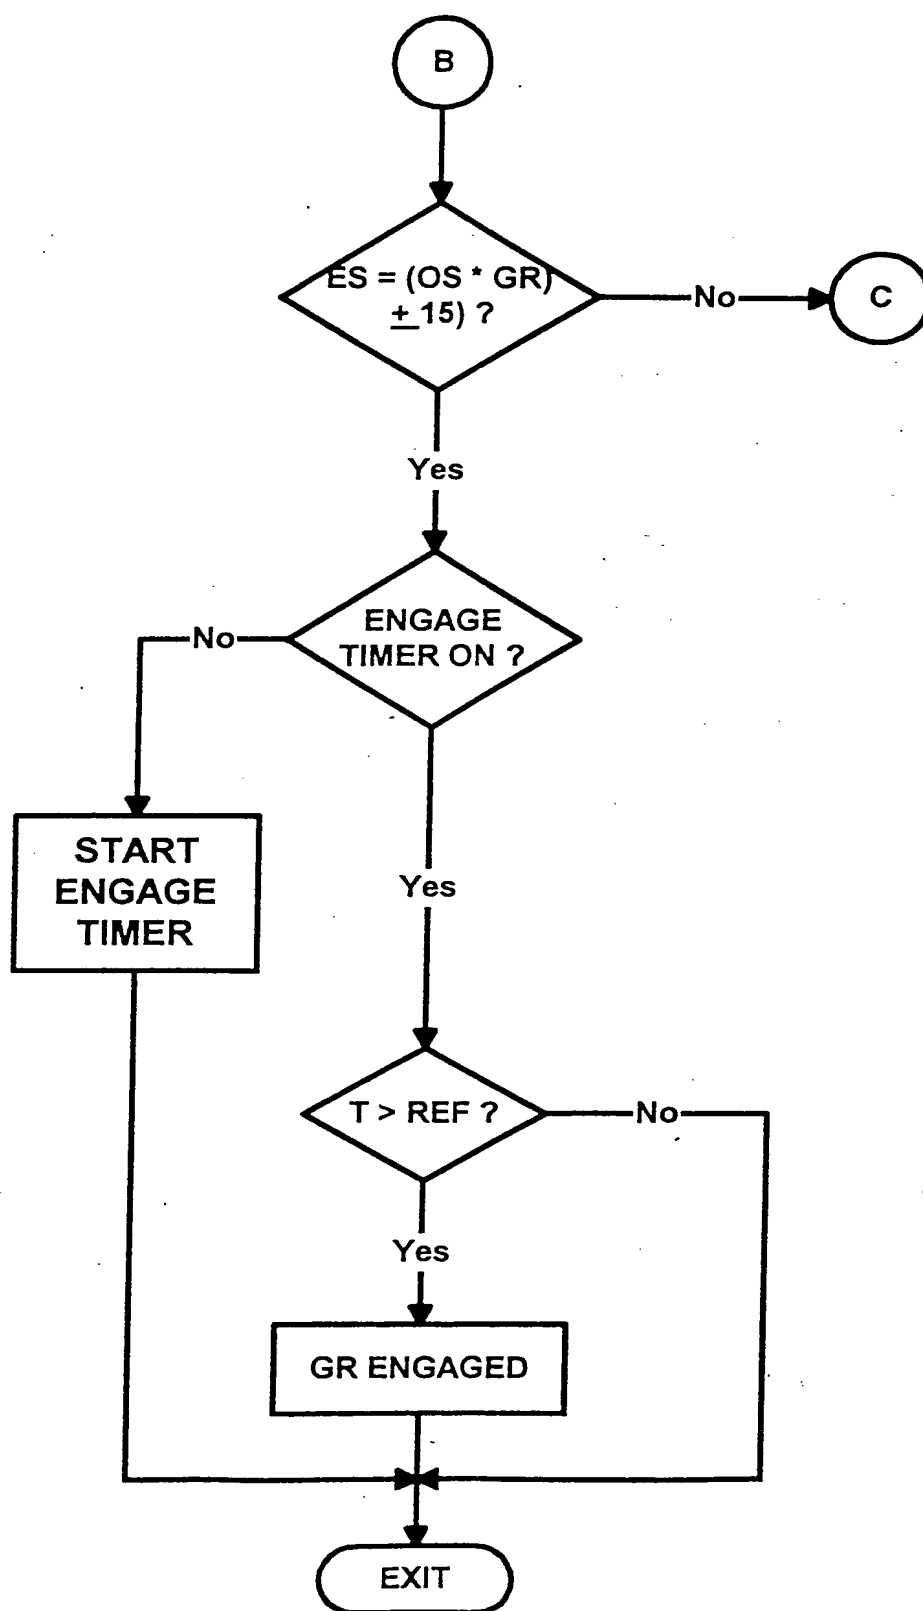 B
ES = (OS * GR)
± 15) ?
No
C
Yes
ENGAGE
TIMER ON ?
No
START
ENGAGE
TIMER
Yes
T > REF ?
No
Yes
GR ENGAGED
EXIT